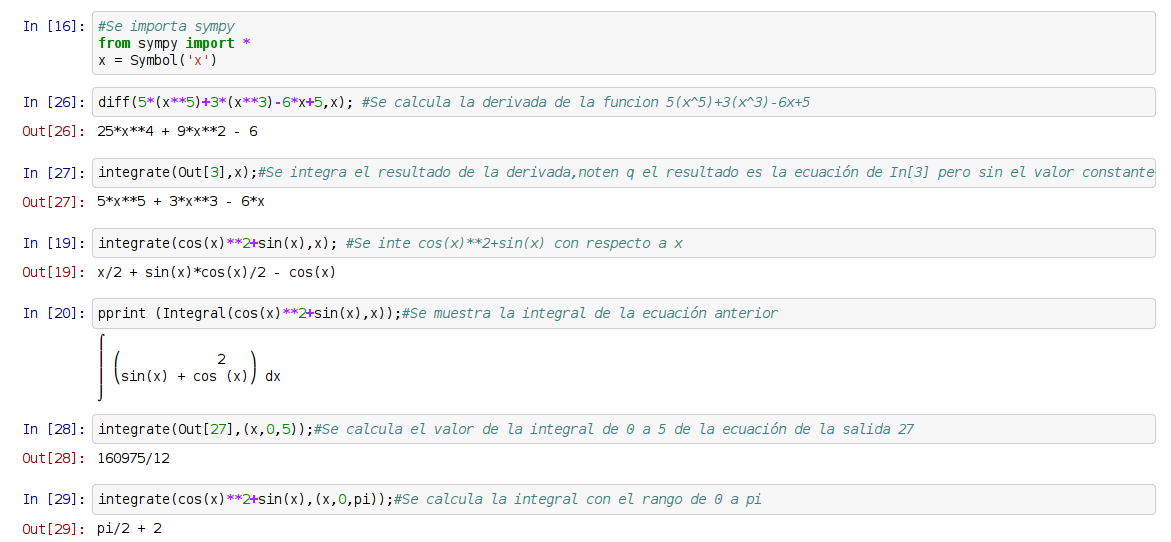 In [16]: #Se importa sympy
from sympy import *
x = Symbol('x')
In [26]: diff(5*(x**5)+3*(x**3)-6*x+5,x); #Se calcula la derivada de la funcion 5(x^5)+3(x^3)-6x+5
Out[26]: 25*x**4 + 9*x**2 - 6
In [27]: integrate(Out[3],x);#Se integra el resultado de la derivada,noten q el resultado es la ecuación de In[3] pero sin el valor constante
Out[27]: 5*x**5 + 3*x**3 - 6*x
In [19]: integrate(cos(x)**2+sin(x),x); #Se inte cos(x)**2+sin(x) con respecto a x
Out[19]: x/2 + sin(x)*cos(x)/2 - cos(x)
In [20]: pprint (Integral(cos(x)**2+sin(x),x));#Se muestra la integral de la ecuación anterior
⌠
⎮ ⎛            2   ⎞
⎮ ⎝sin(x) + cos (x)⎠ dx
⌡
In [28]: integrate(Out[27],(x,0,5));#Se calcula el valor de la integral de 0 a 5 de la ecuación de la salida 27
Out[28]: 160975/12
In [29]: integrate(cos(x)**2+sin(x),(x,0,pi));#Se calcula la integral con el rango de 0 a pi
Out[29]: pi/2 + 2